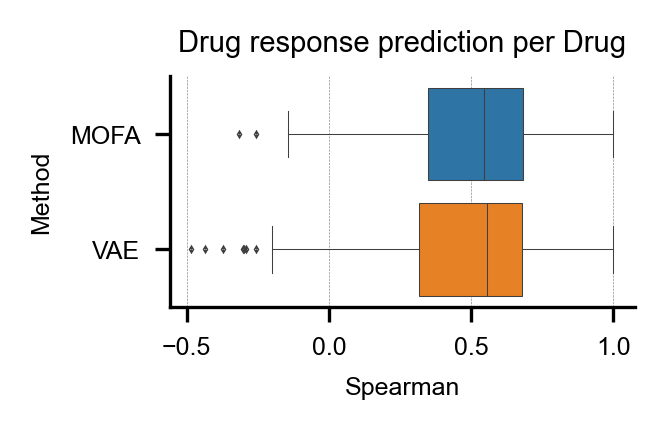 Drug response prediction per Drug
Method
MOFA
VAE
−0.5 0.0 0.5 1.0
Spearman